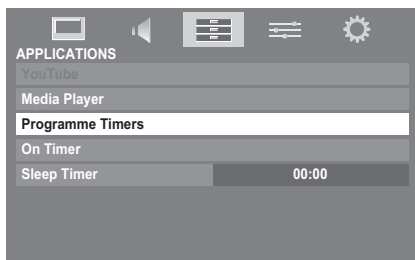 APPLICATIONS
YouTube
Media Player
Programme Timers
On Timer
Sleep Timer 00:00